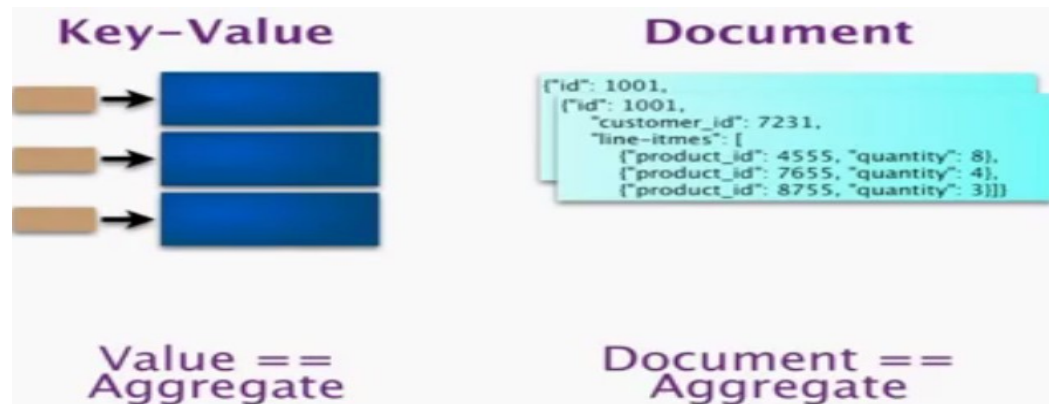 Key-Value
Document
{"id": 1001,
{"id": 1001,
"customer_id": 7231,
"line-itmes": [
{"product_id": 4555, "quantity": 8},
{"product_id": 7655, "quantity": 4},
{"product_id": 8755, "quantity": 3}]}
Value ==
Aggregate
Document ==
Aggregate